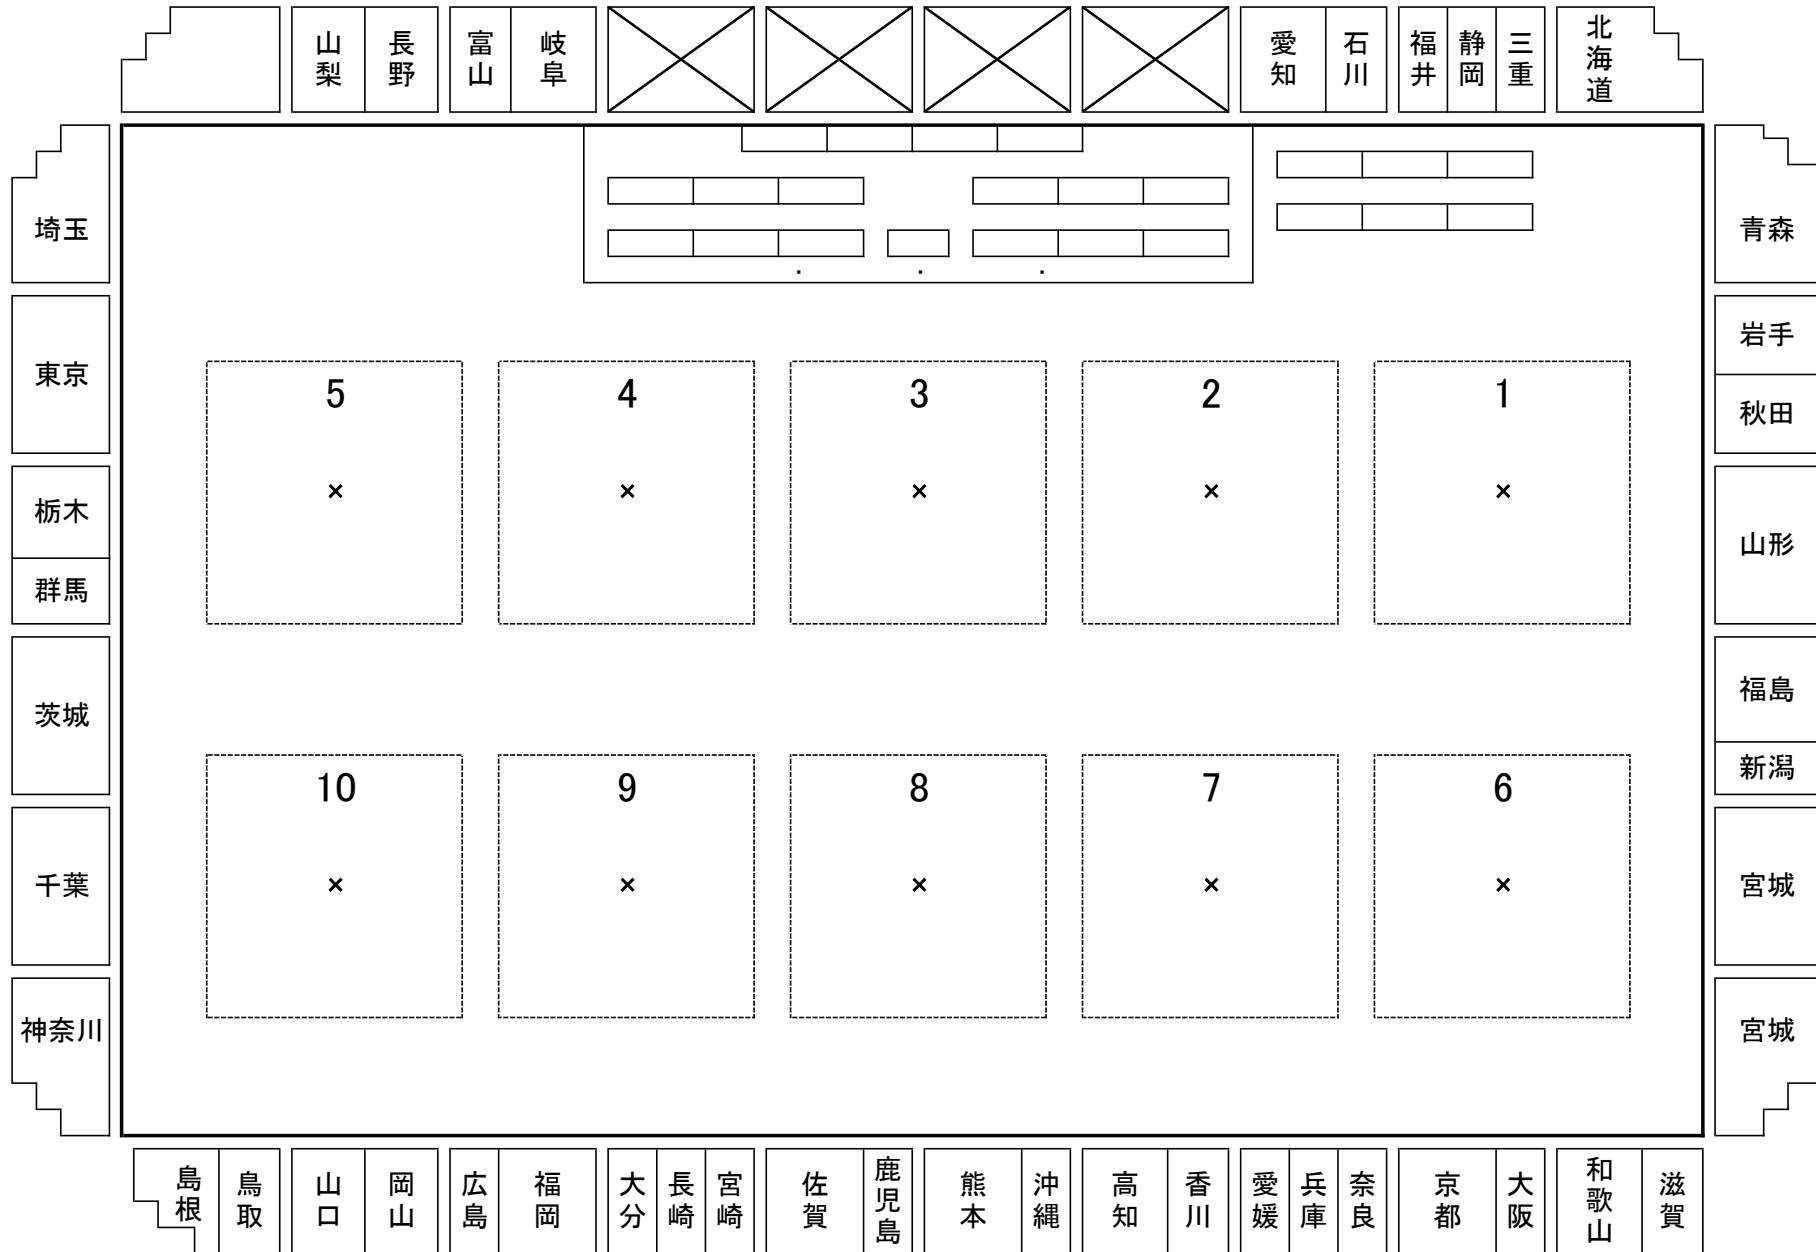 山梨
長野
富山
岐阜
愛知
石川
福井
静岡
三重
北海道
埼玉
青森
東京
岩手
秋田
5
4
3
2
1
×
×
×
×
×
栃木
群馬
山形
茨城
福島
新潟
10
9
8
7
6
×
×
×
×
×
千葉
宮城
神奈川
宮城
島根
鳥取
山口
岡山
広島
福岡
大分
長崎
宮崎
佐賀
鹿児島
熊本
沖縄
高知
香川
愛媛
兵庫
奈良
京都
大阪
和歌山
滋賀